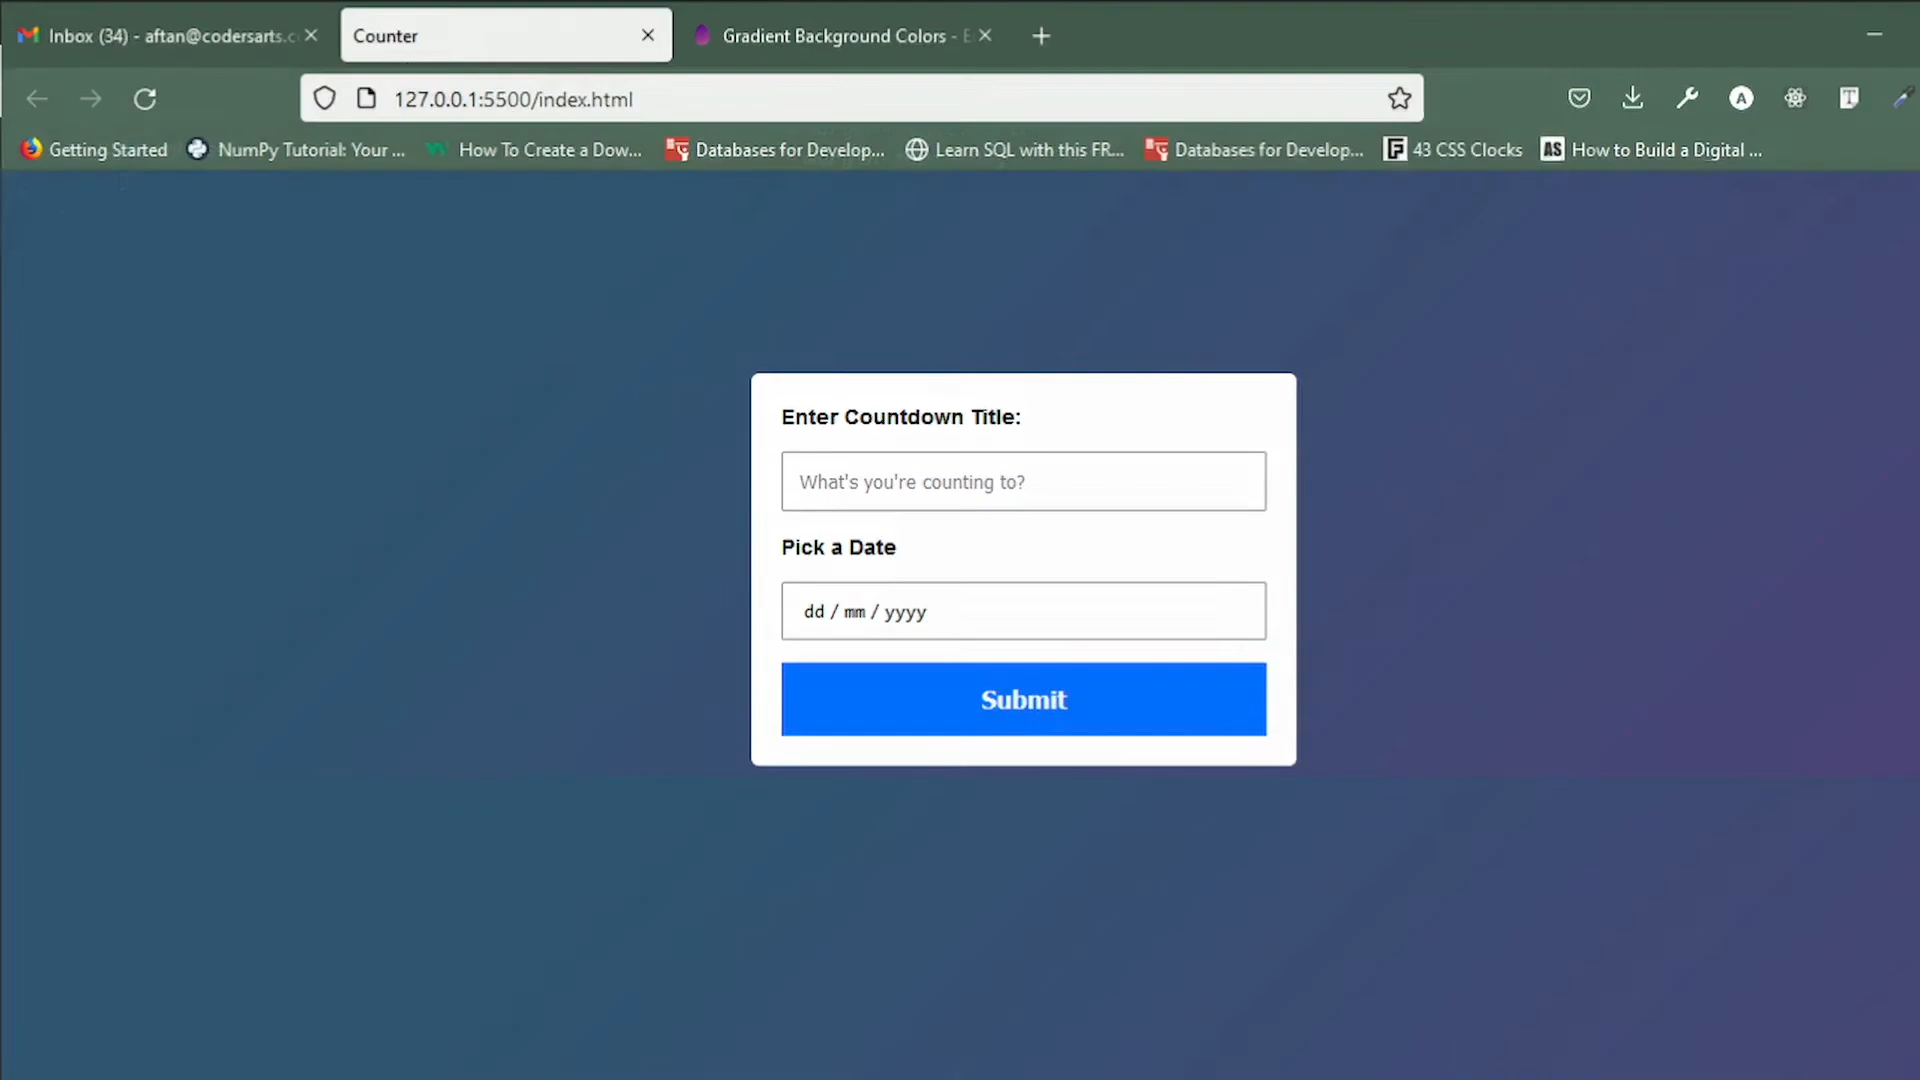 Inbox (34) - aftan@codersarts.c
Counter
Gradient Background Colors - E
127.0.0.1:5500/index.html
A
T
Getting Started
NumPy Tutorial: Your ...
How To Create a Dow...
Databases for Develop...
Learn SQL with this FR...
Databases for Develop...
F 43 CSS Clocks
AS How to Build a Digital ...
Enter Countdown Title:
What's you're counting to?
Pick a Date
dd / mm / yyyy
Submit